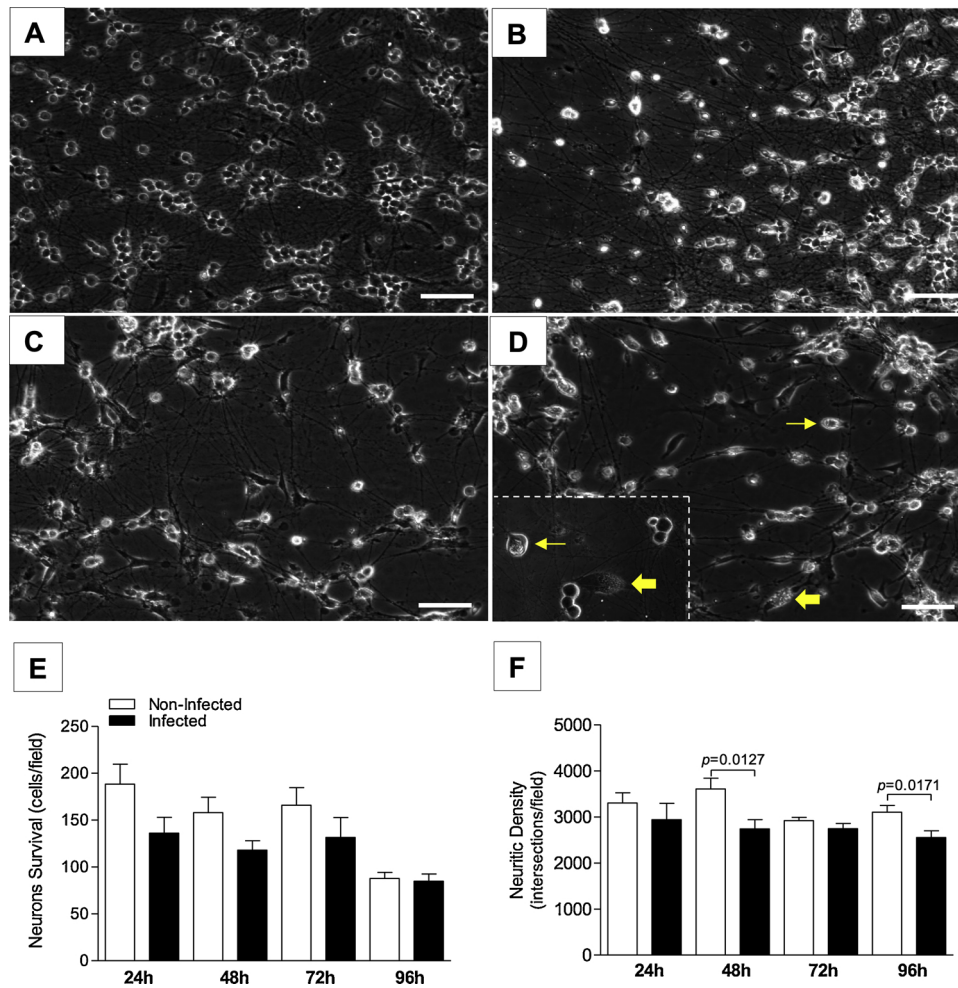 A
B
C
D
E
F
Non-Infected
Infected
Neurons Survival (cells/field)
250
200
150
100
50
0
24h
48h
72h
96h
Neuritic Density
(intersections/field)
5000
4000
3000
2000
1000
0
p=0.0127
p=0.0171
24h
48h
72h
96h